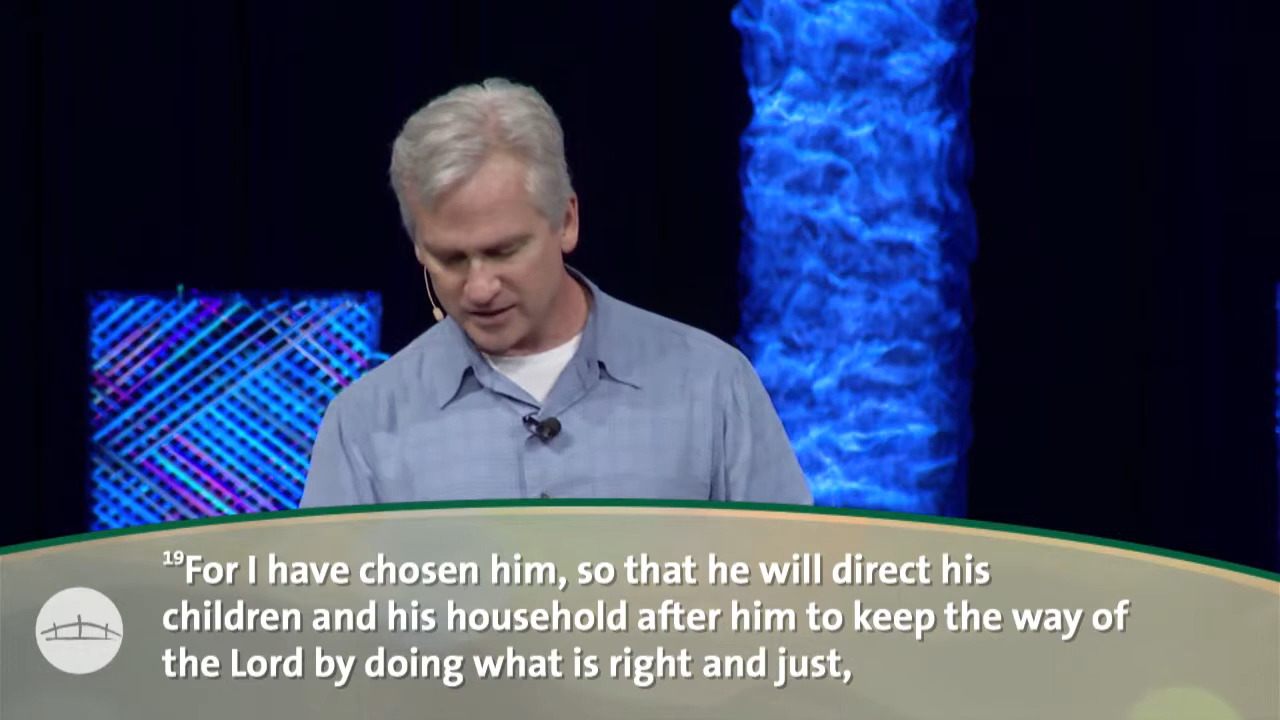 ¹⁹For I have chosen him, so that he will direct his
children and his household after him to keep the way of
the Lord by doing what is right and just,